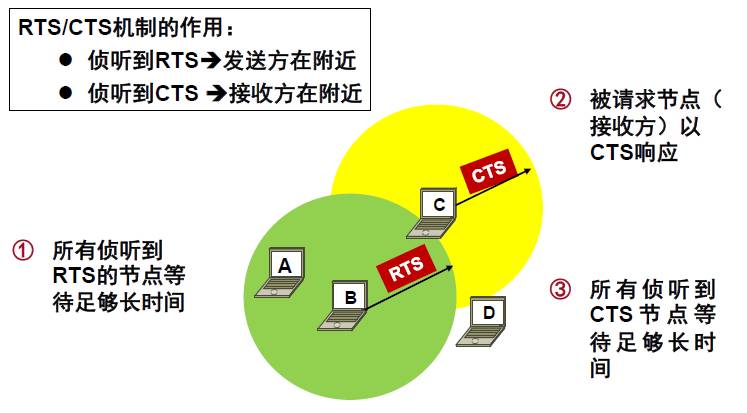 RTS/CTS机制的作用：
● 侦听到RTS➔发送方在附近
● 侦听到CTS ➔接收方在附近
② 被请求节点（
接收方）以
CTS响应
CTS
C
① 所有侦听到
RTS的节点等
待足够长时间
A
RTS
B
D
③ 所有侦听到
CTS节点等
待足够长时
间